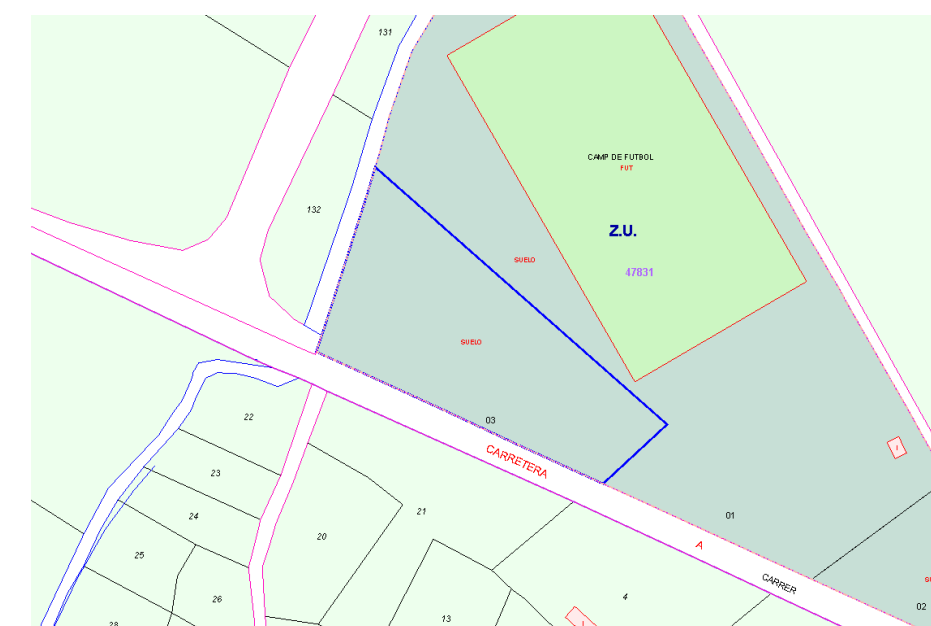 131
CAMP DE FUTBOL
FUT
132
Z.U.
SUELO
47831
SUELO
22
03
CARRETERA
I
23
24
21
01
20
25
A
CARRER
26
4
02
13
28
I